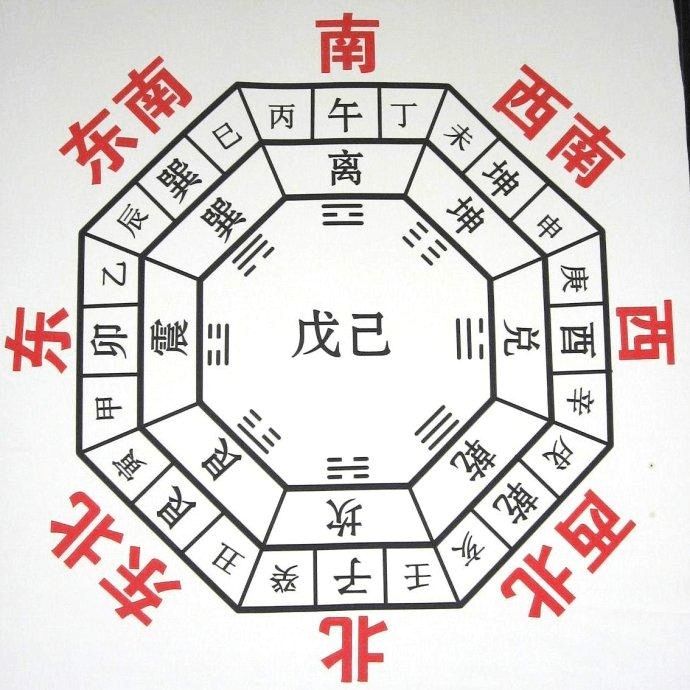 南
西南
西
西北
北
东北
东
东南
丙 午 丁
未 坤 申
庚 酉 辛
戌 乾 亥
壬 子 癸
丑 艮 寅
甲 卯 乙
辰 巽 巳
离
坤
兑
乾
坎
艮
震
巽
戊己